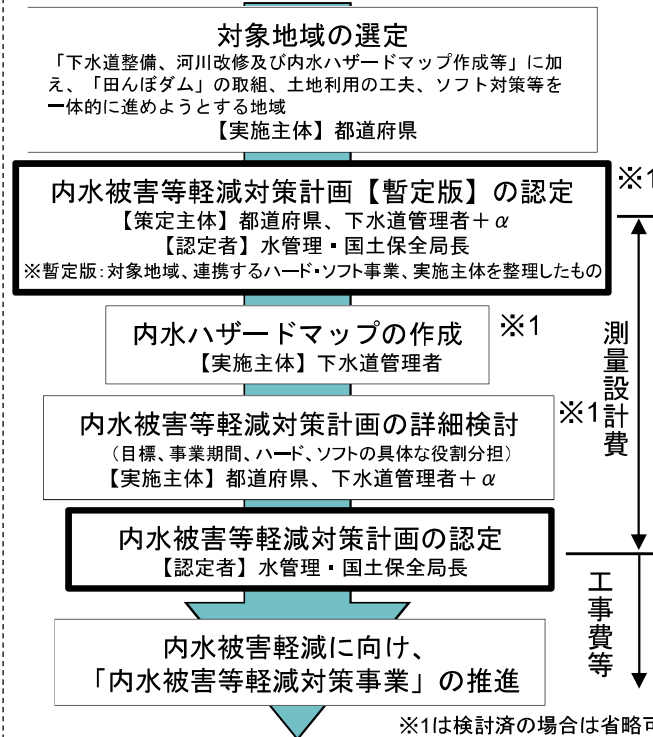 対象地域の選定
「下水道整備、河川改修及び内水ハザードマップ作成等」に加
え、「田んぼダム」の取組、土地利用の工夫、ソフト対策等を
一体的に進めようとする地域
【実施主体】都道府県
内水被害等軽減対策計画【暫定版】の認定
※1
【策定主体】都道府県、下水道管理者＋α
【認定者】水管理・国土保全局長
※暫定版：対象地域、連携するハード・ソフト事業、実施主体を整理したもの
内水ハザードマップの作成
※1
【実施主体】下水道管理者
内水被害等軽減対策計画の詳細検討
※1
（目標、事業期間、ハード、ソフトの具体な役割分担）
【実施主体】都道府県、下水道管理者＋α
測量設計費
内水被害等軽減対策計画の認定
【認定者】水管理・国土保全局長
工事費等
内水被害軽減に向け、
「内水被害等軽減対策事業」の推進
※1は検討済の場合は省略可